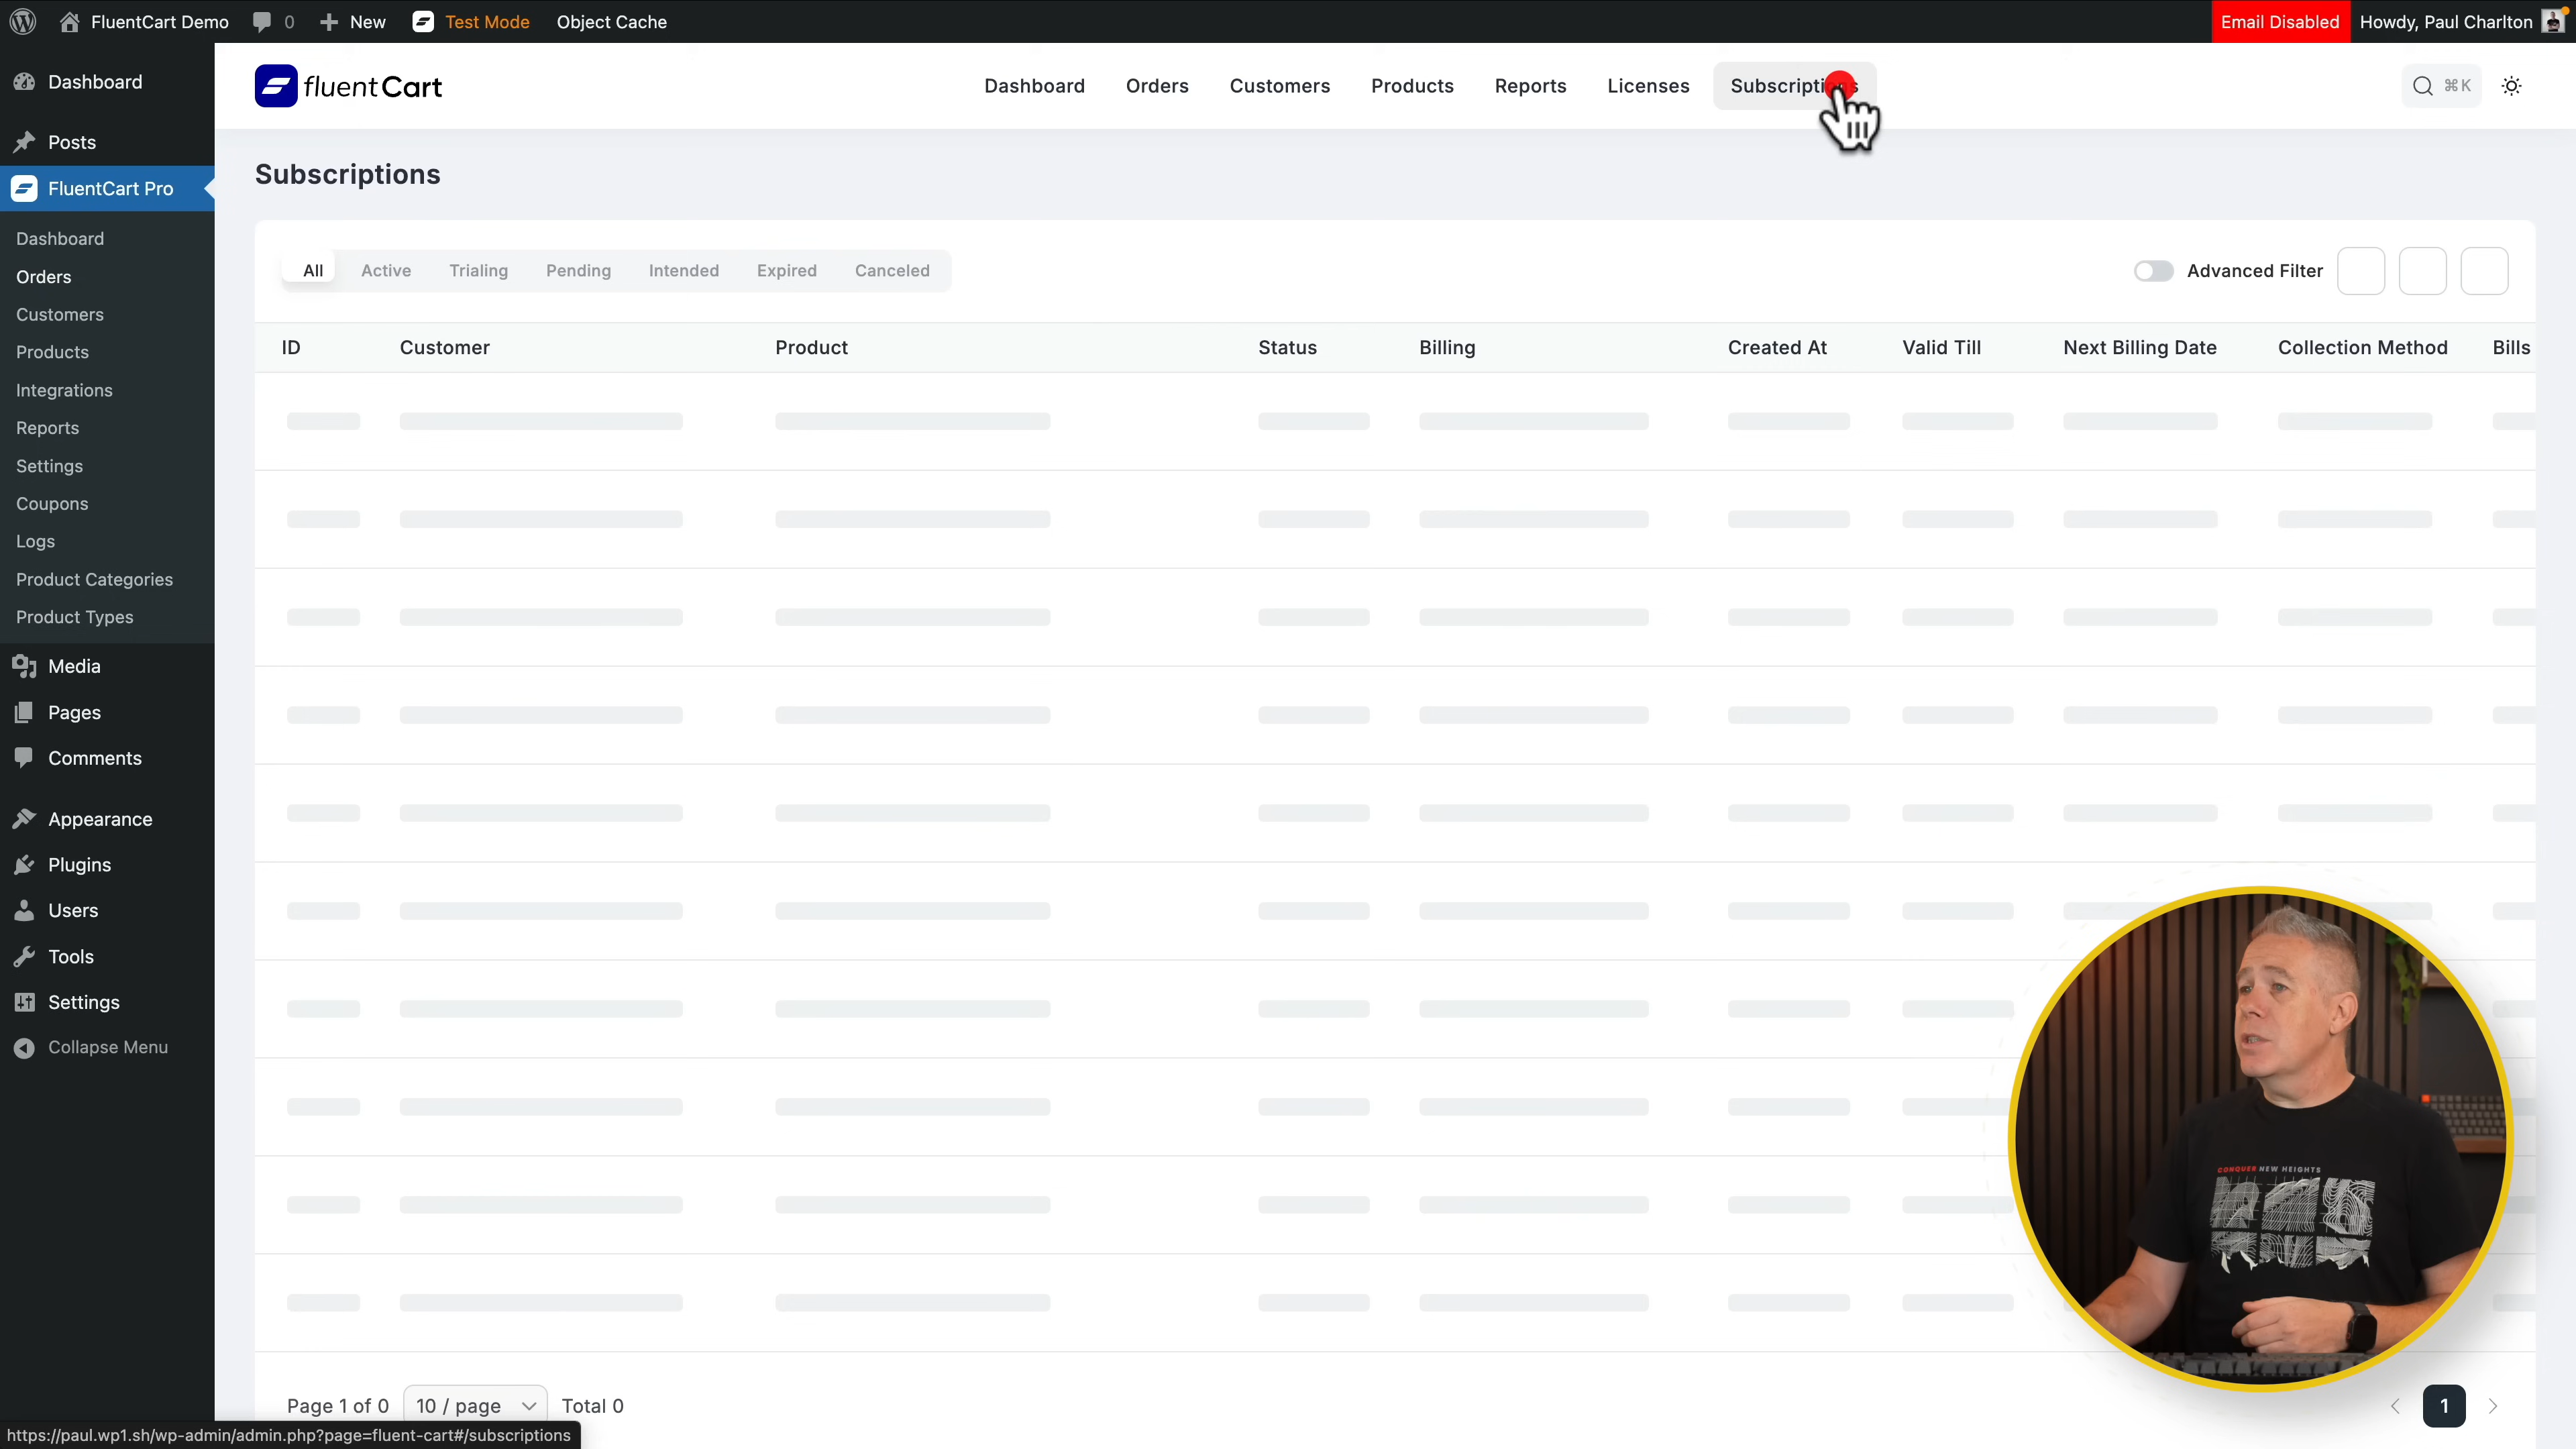 FluentCart Demo 0 New Test Mode Object Cache Email Disabled Howdy, Paul Charlton
Dashboard
Posts
FluentCart Pro
Dashboard
Orders
Customers
Products
Integrations
Reports
Settings
Coupons
Logs
Product Categories
Product Types
Media
Pages
Comments
Appearance
Plugins
Users
Tools
Settings
Collapse Menu
fluentCart Dashboard Orders Customers Products Reports Licenses Subscriptions ⌘K
Subscriptions
All Active Trialing Pending Intended Expired Canceled Advanced Filter
ID Customer Product Status Billing Created At Valid Till Next Billing Date Collection Method Bills
CONQUER NEW HEIGHTS
Page 1 of 0 10 / page Total 0 1
https://paul.wp1.sh/wp-admin/admin.php?page=fluent-cart#/subscriptions